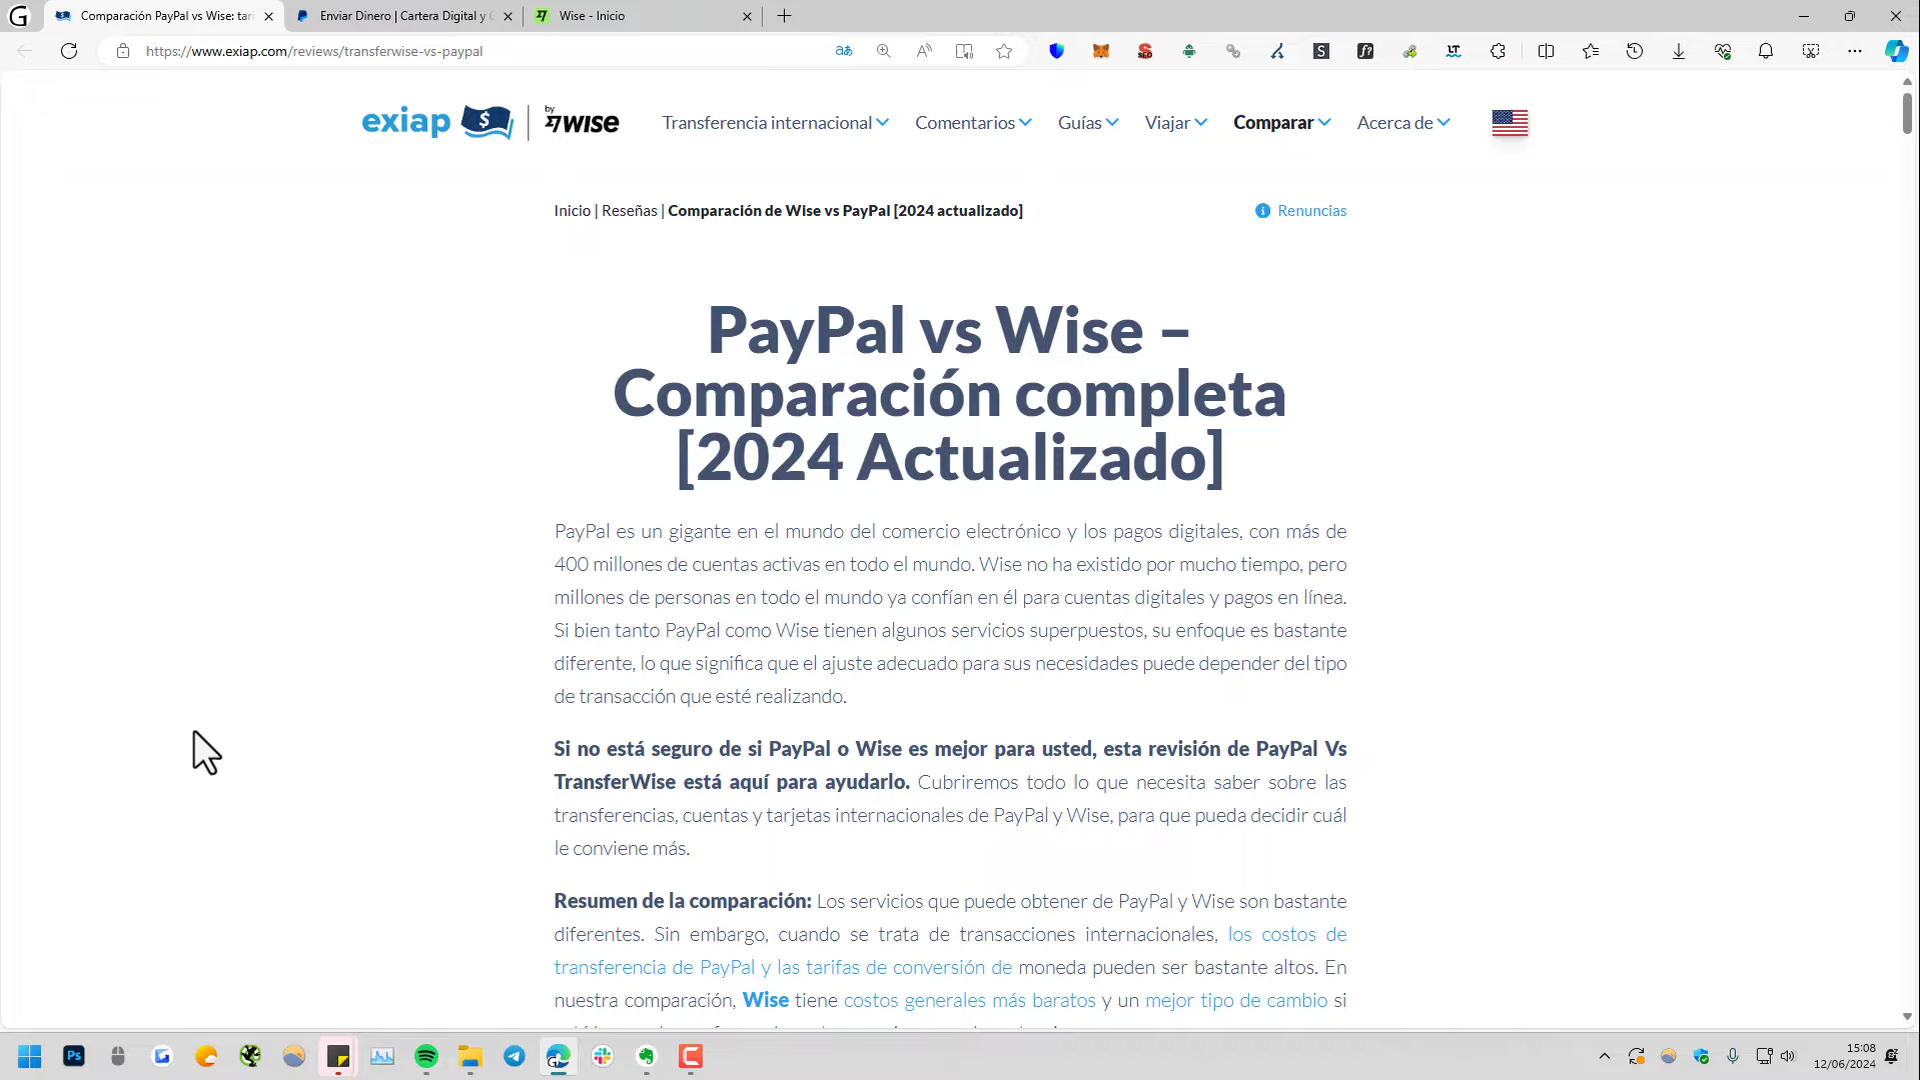 Comparación PayPal vs Wise: tari
Enviar Dinero | Cartera Digital y
Wise - Inicio
https://www.exiap.com/reviews/transferwise-vs-paypal
exiap by WISE
Transferencia internacional
Comentarios
Guías
Viajar
Comparar
Acerca de
Inicio | Reseñas | Comparación de Wise vs PayPal [2024 actualizado]
Renuncias
PayPal vs Wise –
Comparación completa
[2024 Actualizado]
PayPal es un gigante en el mundo del comercio electrónico y los pagos digitales, con más de
400 millones de cuentas activas en todo el mundo. Wise no ha existido por mucho tiempo, pero
millones de personas en todo el mundo ya confían en él para cuentas digitales y pagos en línea.
Si bien tanto PayPal como Wise tienen algunos servicios superpuestos, su enfoque es bastante
diferente, lo que significa que el ajuste adecuado para sus necesidades puede depender del tipo
de transacción que esté realizando.
Si no está seguro de si PayPal o Wise es mejor para usted, esta revisión de PayPal Vs
TransferWise está aquí para ayudarlo. Cubriremos todo lo que necesita saber sobre las
transferencias, cuentas y tarjetas internacionales de PayPal y Wise, para que pueda decidir cuál
le conviene más.
Resumen de la comparación: Los servicios que puede obtener de PayPal y Wise son bastante
diferentes. Sin embargo, cuando se trata de transacciones internacionales, los costos de
transferencia de PayPal y las tarifas de conversión de moneda pueden ser bastante altos. En
nuestra comparación, Wise tiene costos generales más baratos y un mejor tipo de cambio si
15:08
12/06/2024